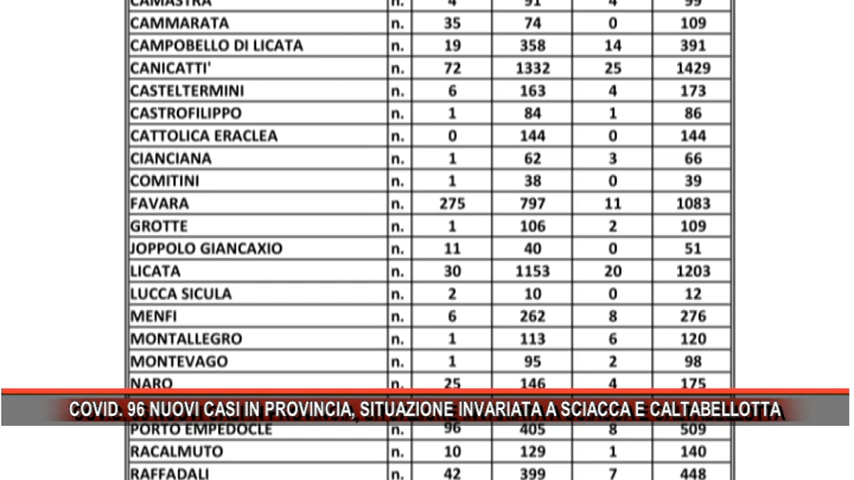 CAMASTRA n. 4 91 4 99
CAMMARATA n. 35 74 0 109
CAMPOBELLO DI LICATA n. 19 358 14 391
CANICATTI' n. 72 1332 25 1429
CASTELTERMINI n. 6 163 4 173
CASTROFILIPPO n. 1 84 1 86
CATTOLICA ERACLEA n. 0 144 0 144
CIANCIANA n. 1 62 3 66
COMITINI n. 1 38 0 39
FAVARA n. 275 797 11 1083
GROTTE n. 1 106 2 109
JOPPOLO GIANCAXIO n. 11 40 0 51
LICATA n. 30 1153 20 1203
LUCCA SICULA n. 2 10 0 12
MENFI n. 6 262 8 276
MONTALLEGRO n. 1 113 6 120
MONTEVAGO n. 1 95 2 98
NARO n. 25 146 4 175
COVID. 96 NUOVI CASI IN PROVINCIA, SITUAZIONE INVARIATA A SCIACCA E CALTABELLOTTA
PORTO EMPEDOCLE n. 96 405 8 509
RACALMUTO n. 10 129 1 140
RAFFADALI n. 42 399 7 448